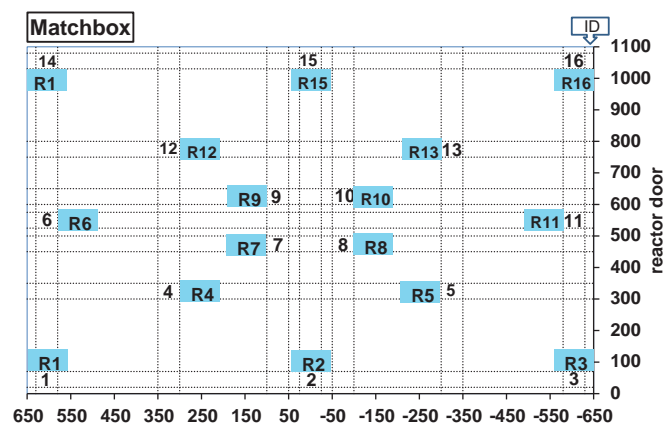 Matchbox
ID
14 15 16
R1 R15 R16
12 R12 R13 13
R9 9 10 R10
6 R6 R11 11
R7 7 8 R8
4 R4 R5 5
R1 R2 R3
1 2 3
1100
1000
900
800
700
600
500
400
300
200
100
0
reactor door
650 550 450 350 250 150 50 -50 -150 -250 -350 -450 -550 -650